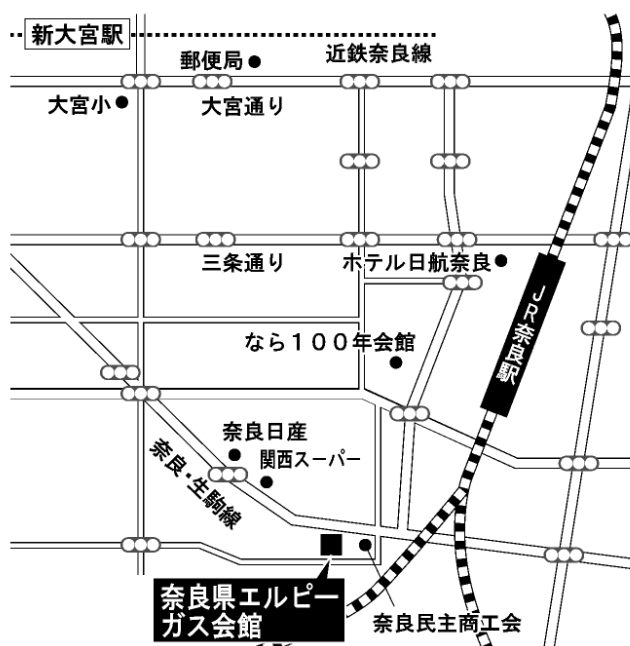 新大宮駅
近鉄奈良線
郵便局
大宮小
大宮通り
三条通り
ホテル日航奈良
JR奈良駅
なら100年会館
奈良日産
関西スーパー
奈良・生駒線
奈良県エルピー
ガス会館
奈良民主商工会